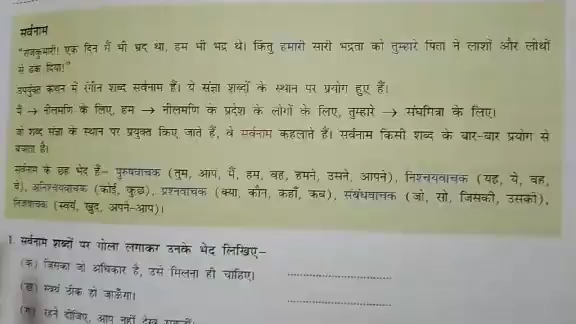 सर्वनाम
"राजकुमारी! एक दिन मैं भी भद्र था, हम भी भद्र थे। किंतु हमारी सारी भद्रता को तुम्हारे पिता ने लाशों और लोथों
से ढक दिया!"
उपर्युक्त कथन में रंगीन शब्द सर्वनाम हैं। ये संज्ञा शब्दों के स्थान पर प्रयोग हुए हैं।
मैं → नीलमणि के लिए, हम → नीलमणि के प्रदेश के लोगों के लिए, तुम्हारे → संघमित्रा के लिए।
जो शब्द संज्ञा के स्थान पर प्रयुक्त किए जाते हैं, वे सर्वनाम कहलाते हैं। सर्वनाम किसी शब्द के बार-बार प्रयोग से
बचाता है।
सर्वनाम के छह भेद हैं– पुरुषवाचक (तुम, आप, मैं, हम, वह, हमने, उसने, आपने), निश्चयवाचक (यह, ये, वह,
वे), अनिश्चयवाचक (कोई, कुछ), प्रश्नवाचक (क्या, कौन, कहाँ, कब), संबंधवाचक (जो, सो, जिसकी, उसकी),
निजवाचक (स्वयं, खुद, अपने-आप)।
1. सर्वनाम शब्दों पर गोला लगाकर उनके भेद लिखिए–
(क) जिसका जो अधिकार है, उसे मिलना ही चाहिए। ....................
(ख) स्वयं ठीक हो जाऊँगा। ....................
(ग) रहने दीजिए, आप नहीं